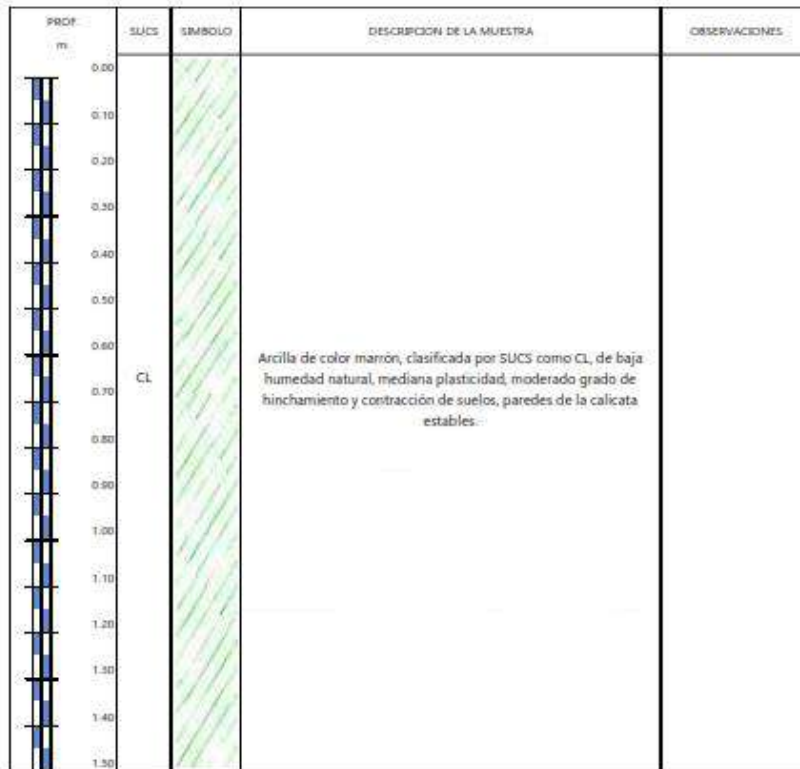 PROF
m
SUCS
SIMBOLO
DESCRIPCION DE LA MUESTRA
OBSERVACIONES
0.00
0.10
0.20
0.30
0.40
0.50
0.60
CL
0.70
0.80
0.90
1.00
1.10
1.20
1.30
1.40
1.50
Arcilla de color marrón, clasificada por SUCS como CL, de baja
humedad natural, mediana plasticidad, moderado grado de
hinchamiento y contracción de suelos, paredes de la calicata
estables.